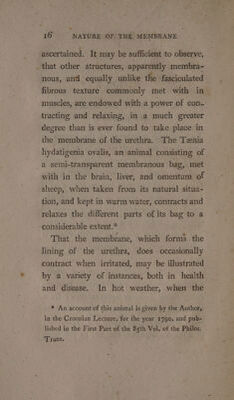 16 NATURE OF THE MEMBRANE
ascertained. It may be sufficient to observe,
that other structures, apparently membra-
nous, and equally unlike the fasciculated
fibrous texture commonly met with in
muscles, are endowed with a power of con-
tracting and relaxing, in a much greater
degree than is ever found to take place in
the membrane of the urethra. The Tænia
hydatigenia ovalis, an animal consisting of
a semi-transparent membranous bag, met
with in the brain, liver, and omentum of
sheep, when taken from its natural situa-
tion, and kept in warm water, contracts and
relaxes the different parts of its bag to a
considerable extent.*
That the membrane, which forms the
lining of the urethra, does occasionally
contract when irritated, may be illustrated
by a variety of instances, both in health
and disease. In hot weather, when the
* An account of this animal is given by the Author,
in the Croonian Lecture, for the year 1790, and pub-
lished in the First Part of the 85th Vol. of the Philos.
Trans.